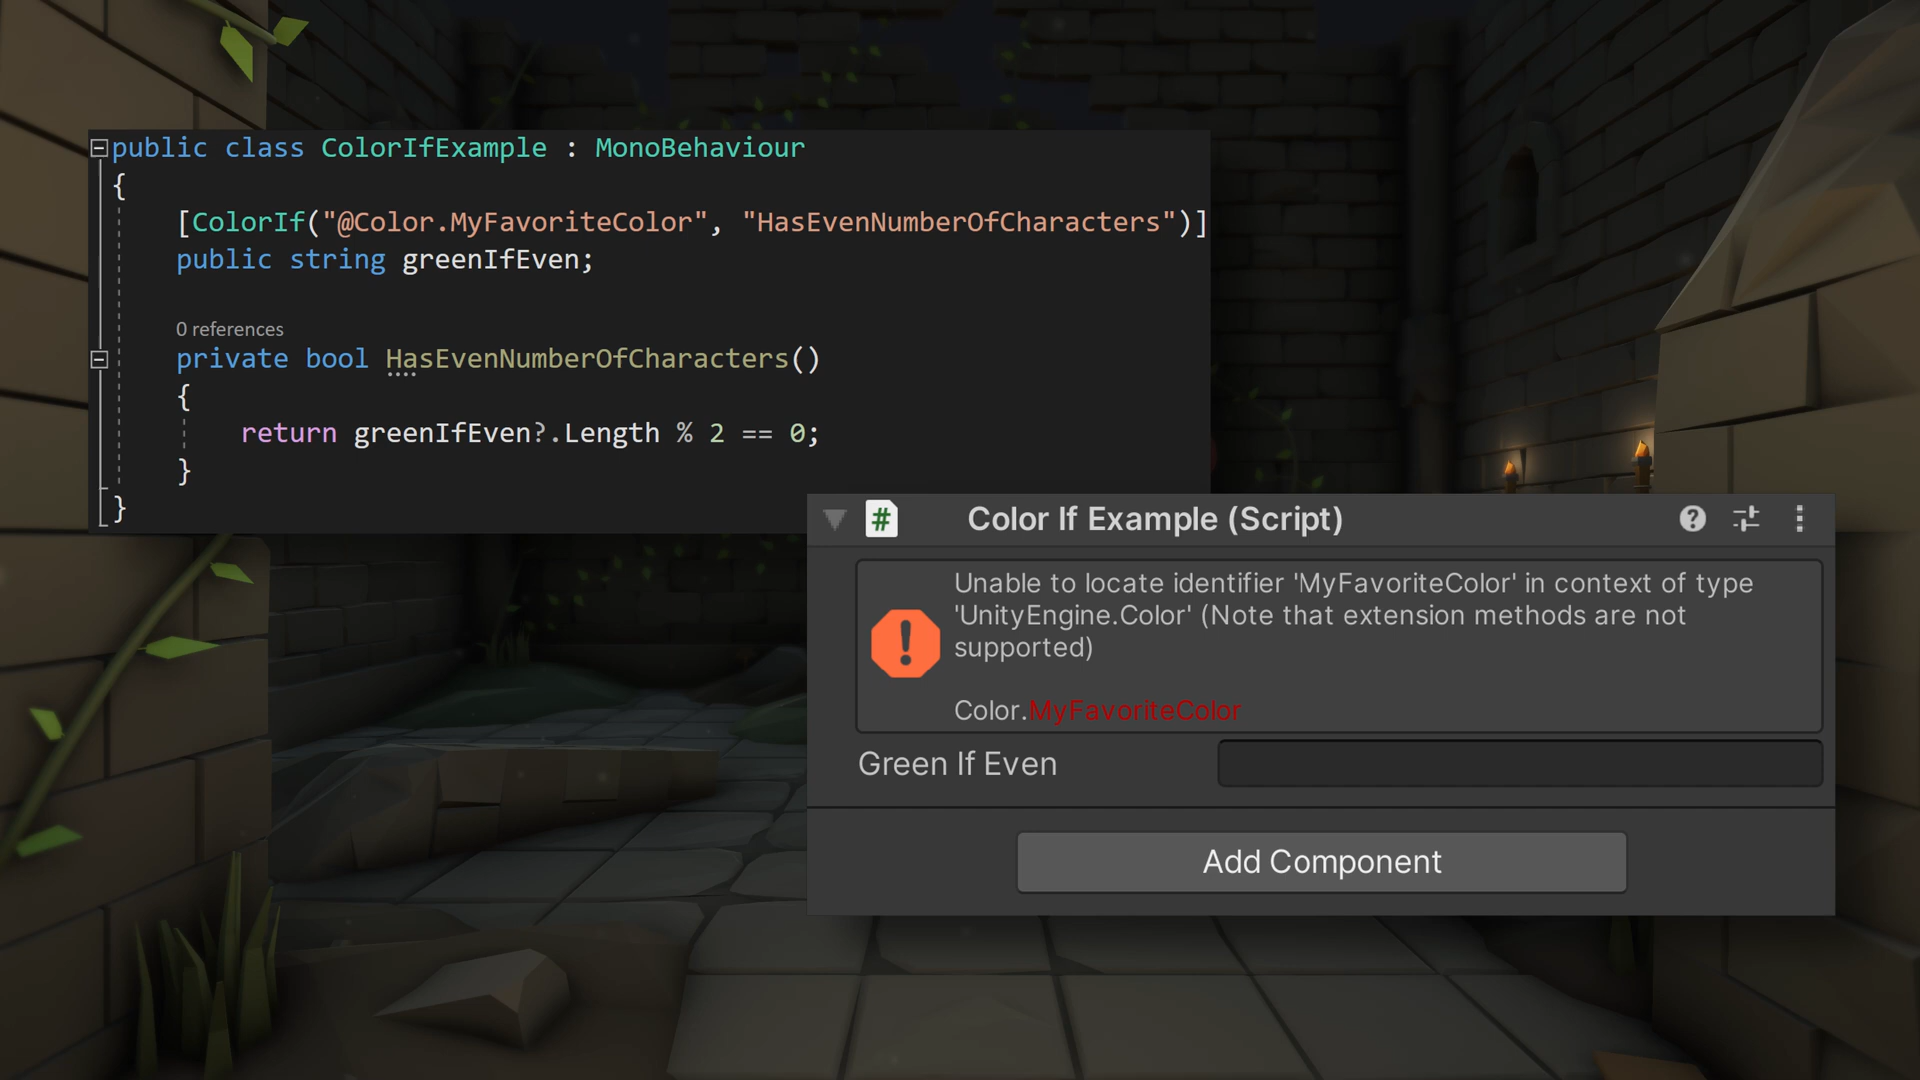 public class ColorIfExample : MonoBehaviour
{
[ColorIf("@Color.MyFavoriteColor", "HasEvenNumberOfCharacters")]
public string greenIfEven;
0 references
private bool HasEvenNumberOfCharacters()
{
return greenIfEven?.Length % 2 == 0;
}
}
# Color If Example (Script) ?
Unable to locate identifier 'MyFavoriteColor' in context of type
'UnityEngine.Color' (Note that extension methods are not
supported)
Color.MyFavoriteColor
Green If Even
Add Component